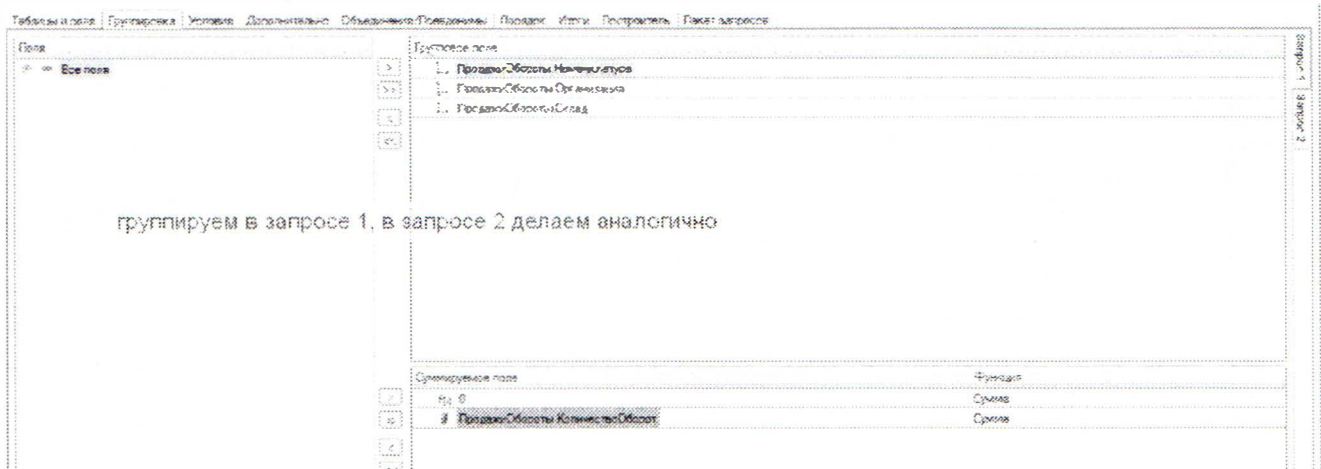 Таблицы и поля Группировка Условия Дополнительно Объединения/Псевдонимы Порядок Итоги Построитель Пакет запросов
Поля
Групповое поле
Все поля
ПродажиОбороты.Номенклатура
ПродажиОбороты.Организация
ПродажиОбороты.Склад
Запрос 1
Запрос 2
группируем в запросе 1, в запросе 2 делаем аналогично
Суммируемое поле Функция
0 Сумма
ПродажиОбороты.КоличествоОборот Сумма